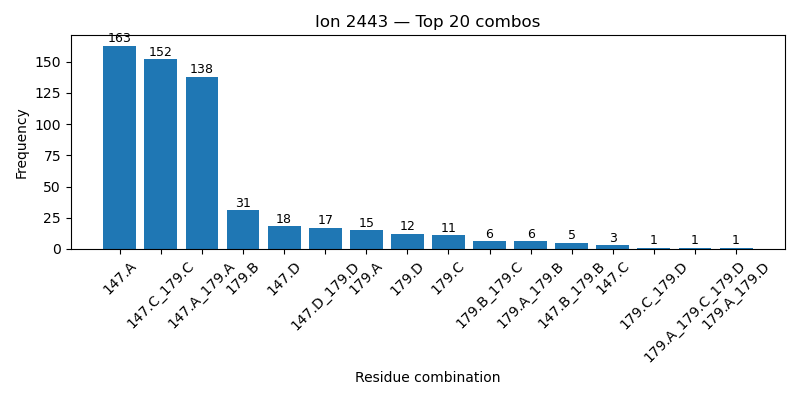 Ion 2443 — Top 20 combos
Frequency
150
125
100
75
50
25
0
163
152
138
31
18
17
15
12
11
6
6
5
3
1
1
1
147.A
147.C_179.C
147.A_179.A
179.B
147.D
147.D_179.D
179.A
179.D
179.C
179.B_179.C
179.A_179.B
147.B_179.B
147.C
179.C_179.D
179.A_179.C_179.D
179.A_179.D
Residue combination